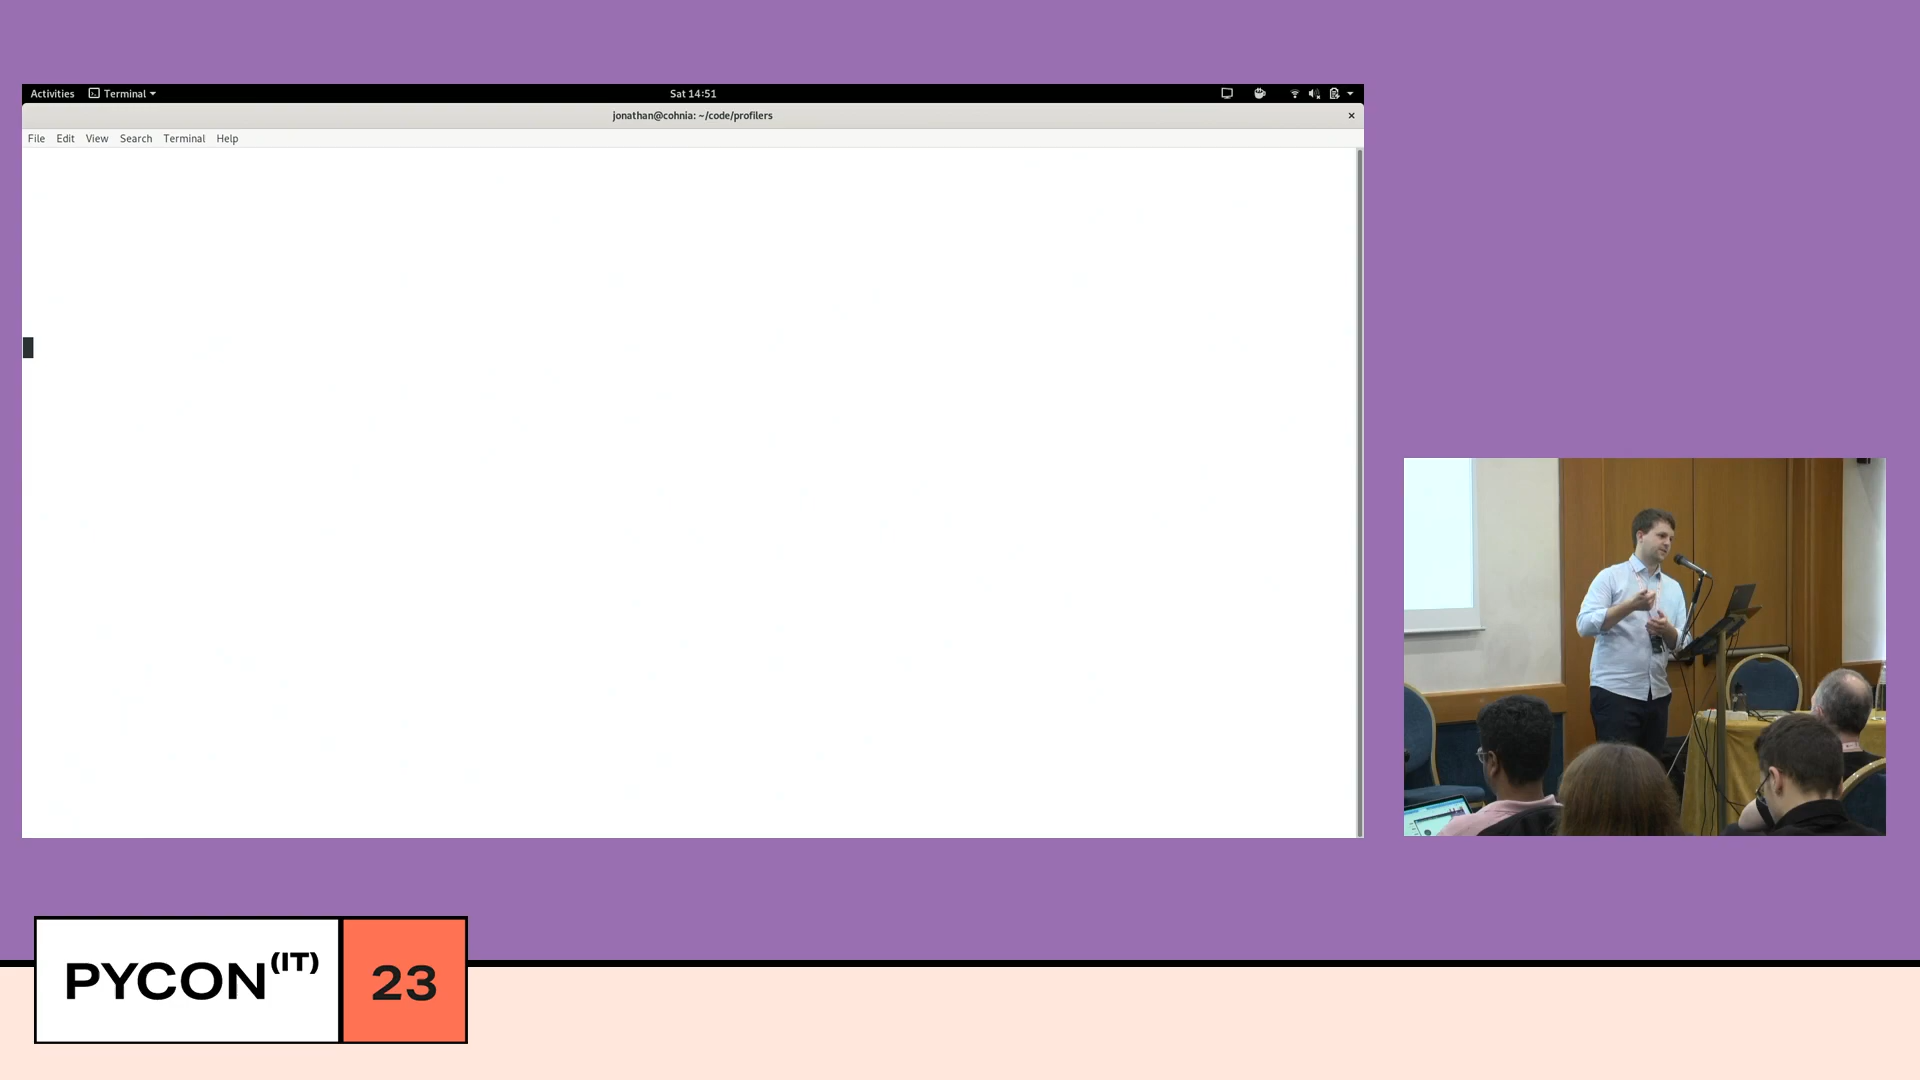 Activities Terminal Sat 14:51
jonathan@cohnia: ~/code/profilers
File Edit View Search Terminal Help
PYCON(IT) 23